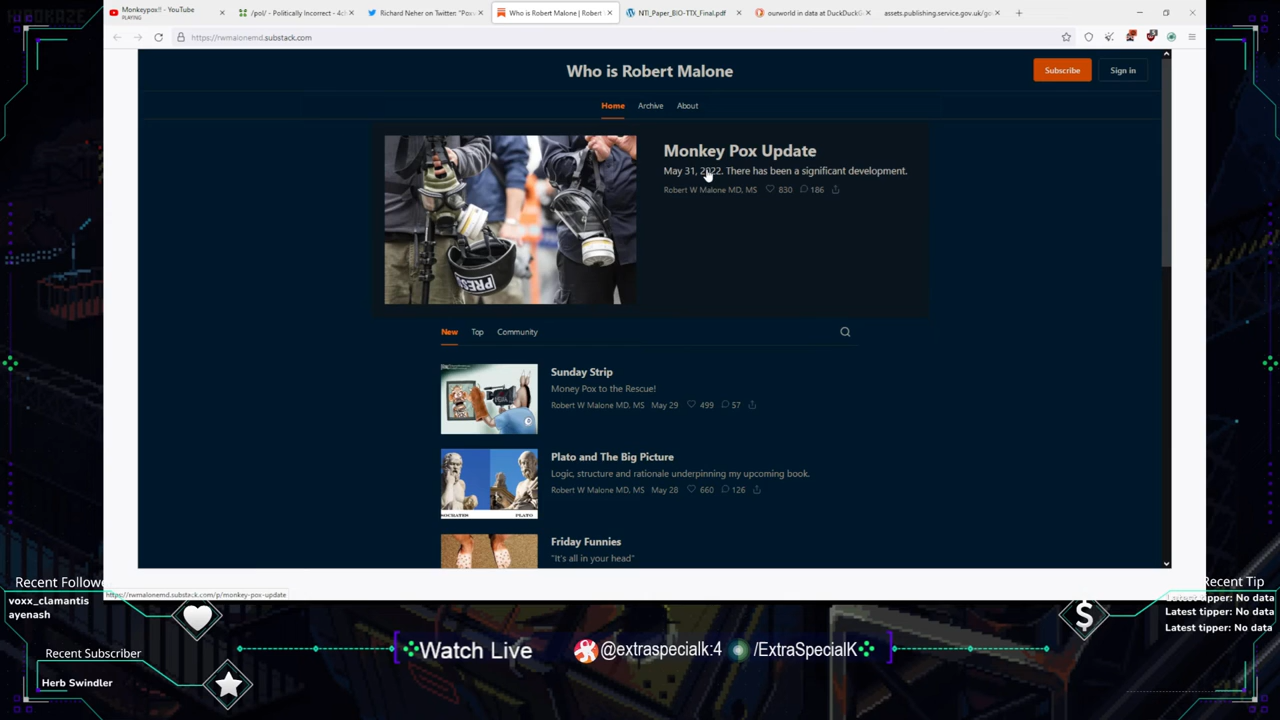 Monkeypox!! - YouTube
PLAYING
/pol/ - Politically Incorrect - 4ch
Richard Neher on Twitter: "Pox
Who is Robert Malone | Robert
NTI_Paper_BIO-TTX_Final.pdf
ourworld in data at DuckDuckG
assets.publishing.service.gov.uk/go
https://rwmalonemd.substack.com
Who is Robert Malone
Subscribe
Sign in
Home
Archive
About
Monkey Pox Update
May 31, 2022. There has been a significant development.
Robert W Malone MD, MS
830
186
PRESS
New
Top
Community
Sunday Strip
Money Pox to the Rescue!
Robert W Malone MD, MS May 29 499 57
Plato and The Big Picture
Logic, structure and rationale underpinning my upcoming book.
Robert W Malone MD, MS May 28 660 126
SOCRATES
PLATO
Friday Funnies
"It's all in your head"
https://rwmalonemd.substack.com/p/monkey-pox-update
Recent Followe
voxx_clamantis
ayenash
Recent Subscriber
Herb Swindler
Watch Live
@extraspecialk:4
/ExtraSpecialK
Recent Tip
Latest tipper: No data
Latest tipper: No data
Latest tipper: No data